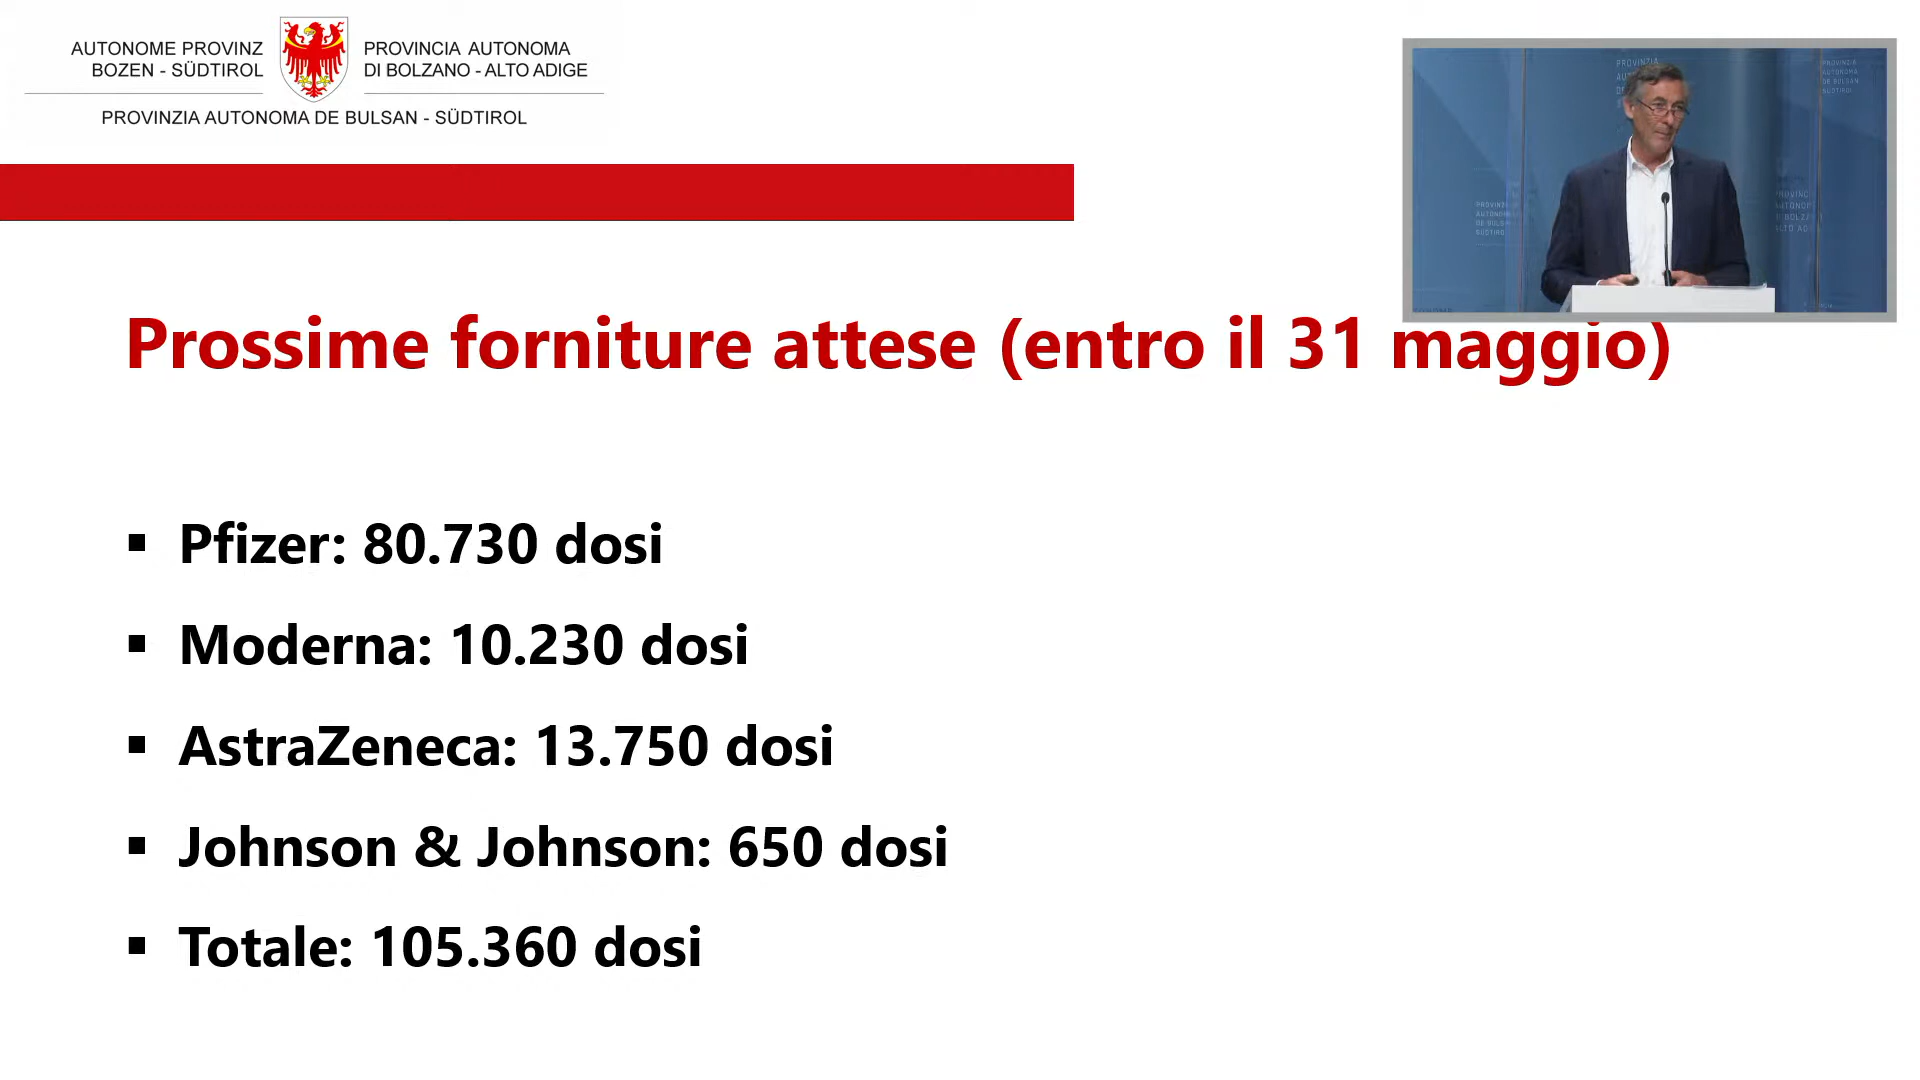 AUTONOME PROVINZ
BOZEN - SÜDTIROL
PROVINCIA AUTONOMA
DI BOLZANO - ALTO ADIGE
PROVINZIA AUTONOMA DE BULSAN - SÜDTIROL
Prossime forniture attese (entro il 31 maggio)
▪ Pfizer: 80.730 dosi
▪ Moderna: 10.230 dosi
▪ AstraZeneca: 13.750 dosi
▪ Johnson & Johnson: 650 dosi
▪ Totale: 105.360 dosi